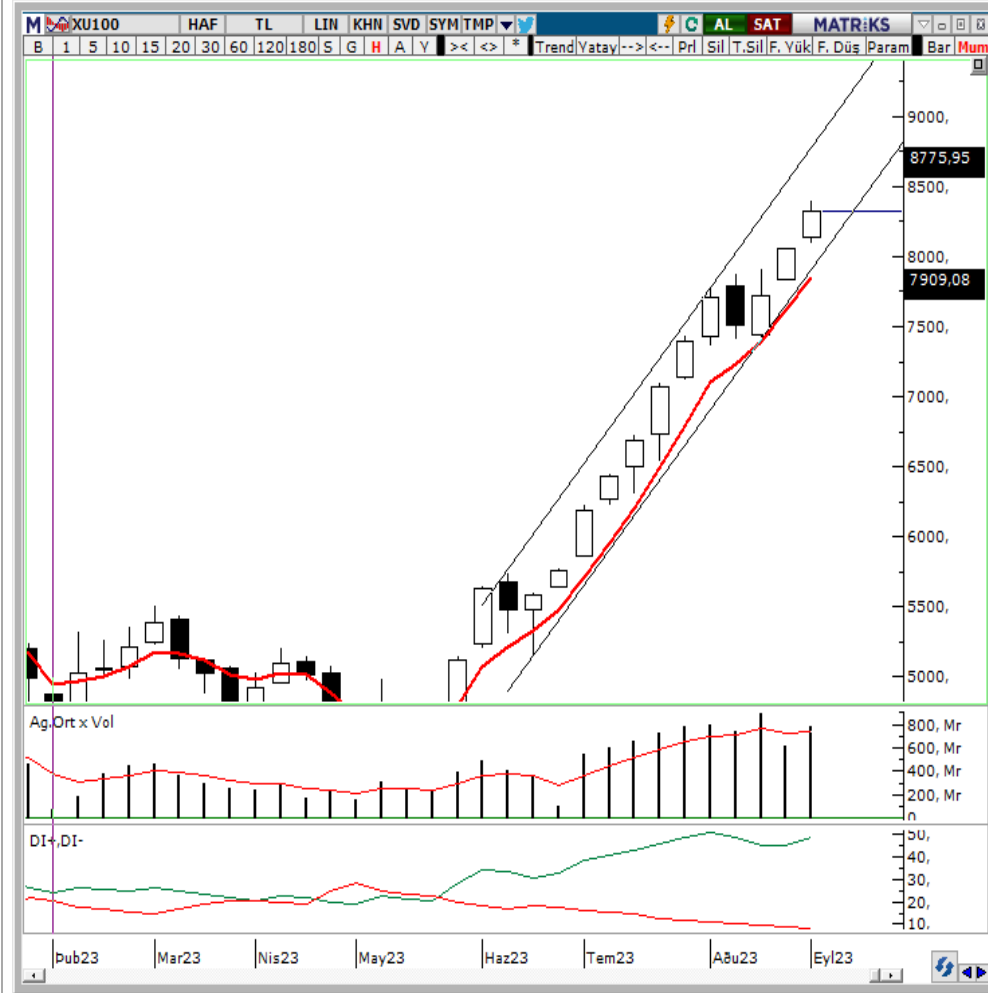 M XU100 HAF TL LIN KHN SVD SYM TMP C AL SAT MATRİKS
B 1 5 10 15 20 30 60 120 180 S G H A Y >< <> * Trend Yatay --> <-- Prl Sil T.Sil F. Yük F. Düş Param Bar Mum
9000,
8775,95
8500,
8000,
7909,08
7500,
7000,
6500,
6000,
5500,
5000,
Ag.Ort x Vol
800, Mr
600, Mr
400, Mr
200, Mr
0
DI+,DI-
50,
40,
30,
20,
10,
Þub23 Mar23 Nis23 May23 Haz23 Tem23 Aðu23 Eyl23